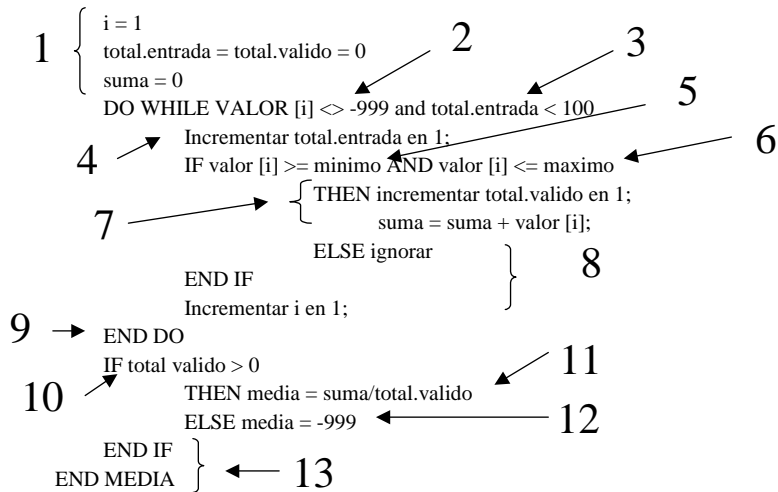 i = 1
1
total.entrada = total.valido = 0
2
3
suma = 0
DO WHILE VALOR [i] <> -999 and total.entrada < 100
5
4
Incrementar total.entrada en 1;
6
IF valor [i] >= minimo AND valor [i] <= maximo
7
THEN incrementar total.valido en 1;
suma = suma + valor [i];
ELSE ignorar
8
END IF
Incrementar i en 1;
9
END DO
IF total valido > 0
11
10
THEN media = suma/total.valido
ELSE media = -999
12
END IF
END MEDIA
13